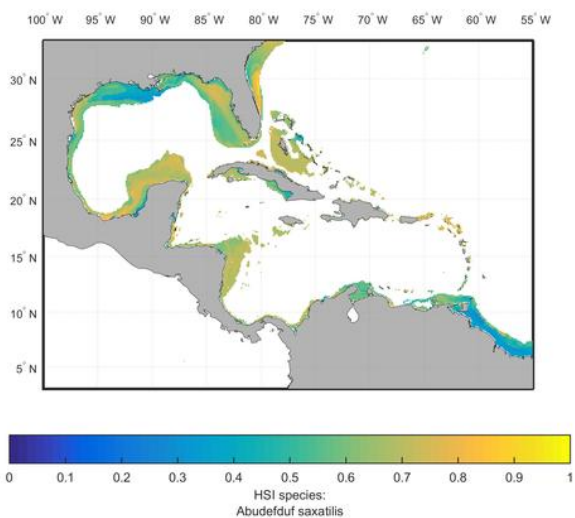 100° W 95° W 90° W 85° W 80° W 75° W 70° W 65° W 60° W 55° W
30° N
25° N
20° N
15° N
10° N
5° N
0 0.1 0.2 0.3 0.4 0.5 0.6 0.7 0.8 0.9 1
HSI species:
Abudefduf saxatilis